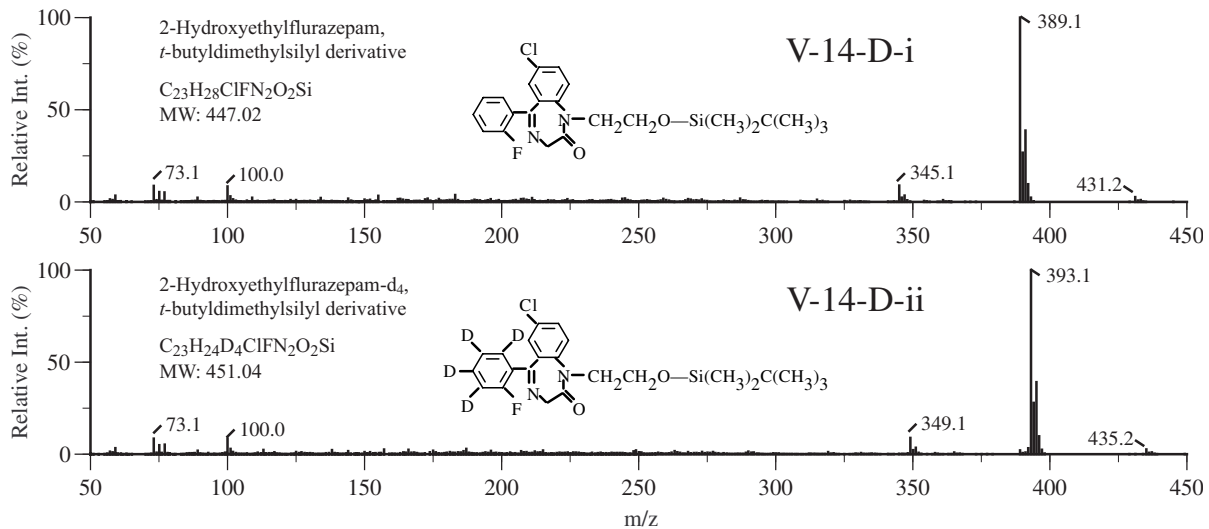 Relative Int. (%)
100
50
0
2-Hydroxyethylflurazepam,
t-butyldimethylsilyl derivative
C₂₃H₂₈ClFN₂O₂Si
MW: 447.02
V-14-D-i
Cl
N
N
F
O
CH₂CH₂O—Si(CH₃)₂C(CH₃)₃
73.1
100.0
345.1
389.1
431.2
50 100 150 200 250 300 350 400 450
Relative Int. (%)
100
50
0
2-Hydroxyethylflurazepam-d₄,
t-butyldimethylsilyl derivative
C₂₃H₂₄D₄ClFN₂O₂Si
MW: 451.04
V-14-D-ii
Cl
D
D
D
D
N
N
F
O
CH₂CH₂O—Si(CH₃)₂C(CH₃)₃
73.1
100.0
349.1
393.1
435.2
50 100 150 200 250 300 350 400 450
m/z